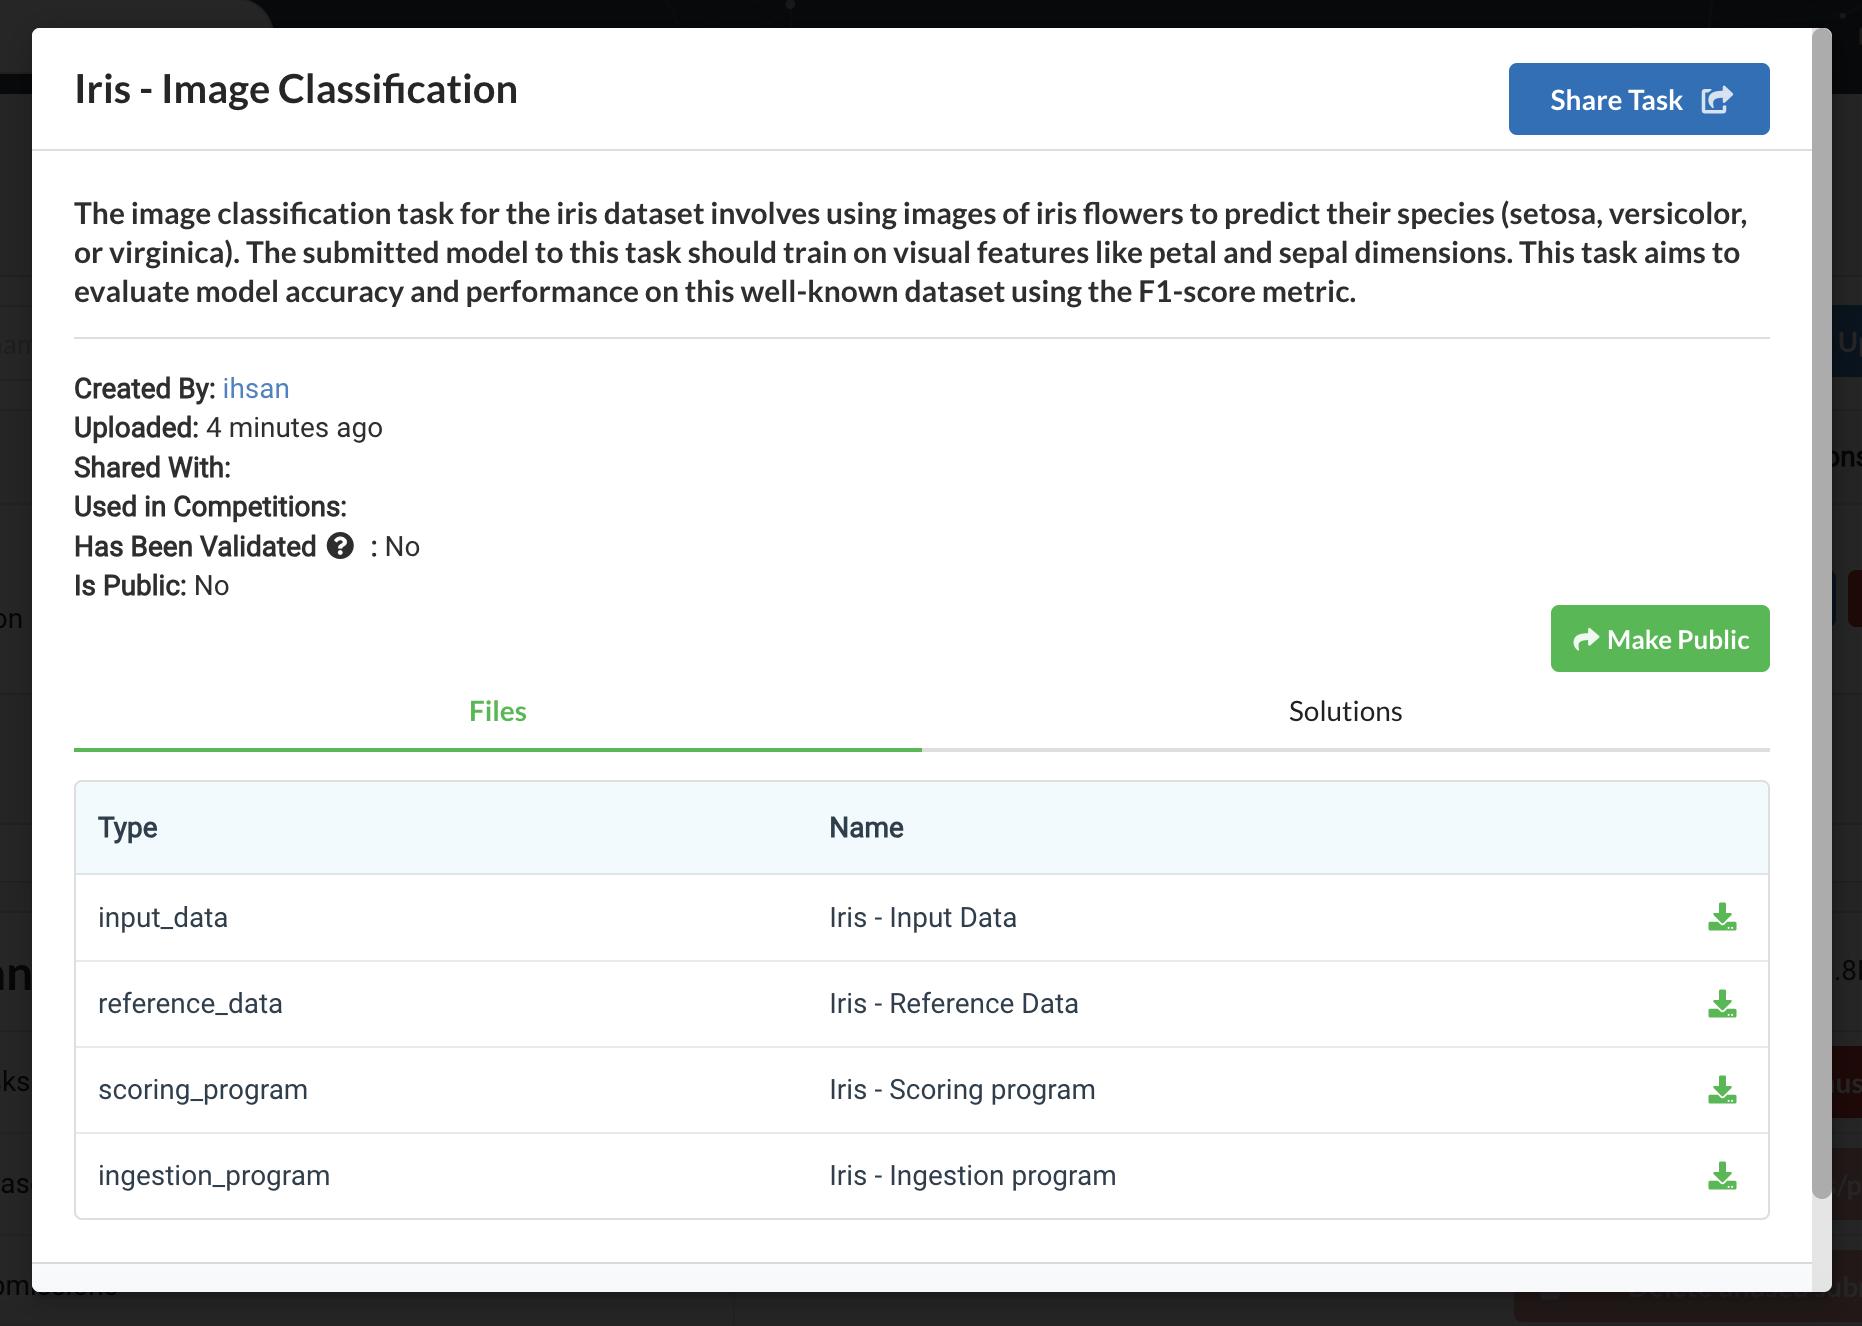 Iris - Image Classification
Share Task
The image classification task for the iris dataset involves using images of iris flowers to predict their species (setosa, versicolor,
or virginica). The submitted model to this task should train on visual features like petal and sepal dimensions. This task aims to
evaluate model accuracy and performance on this well-known dataset using the F1-score metric.
Created By: ihsan
Uploaded: 4 minutes ago
Shared With:
Used in Competitions:
Has Been Validated ? : No
Is Public: No
Make Public
Files Solutions
Type Name
input_data Iris - Input Data
reference_data Iris - Reference Data
scoring_program Iris - Scoring program
ingestion_program Iris - Ingestion program